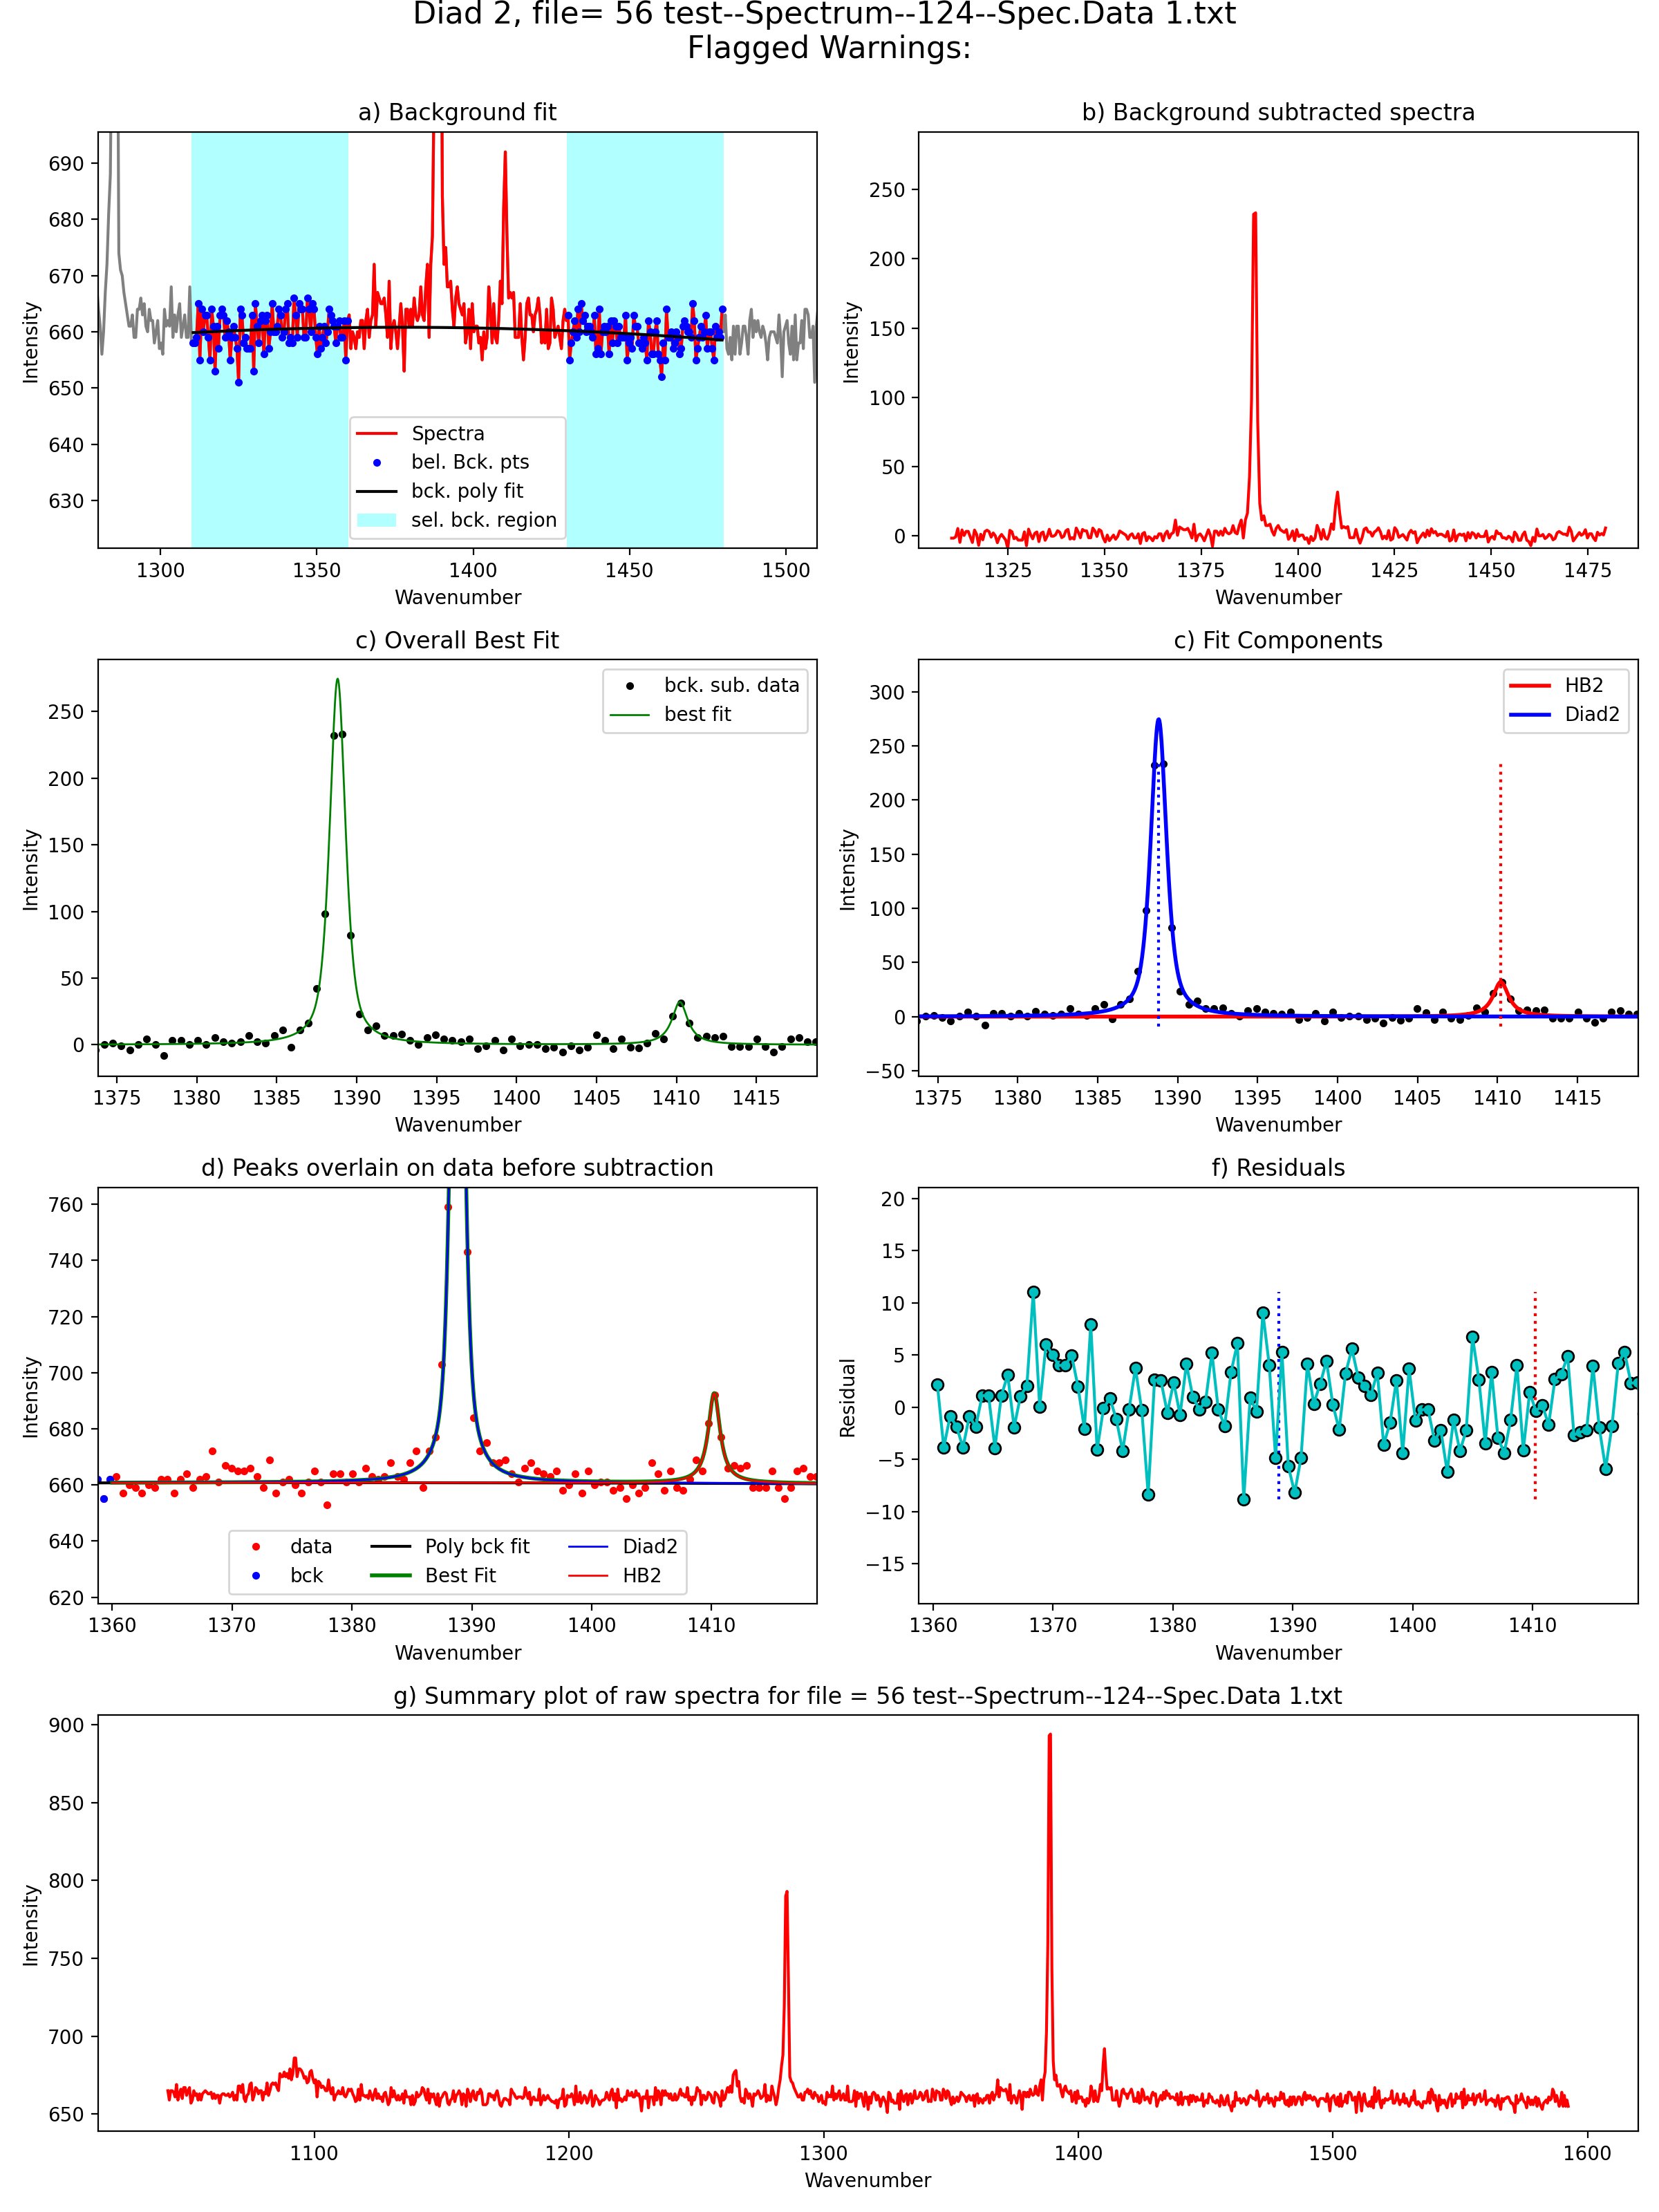 Diad 2, file= 56 test--Spectrum--124--Spec.Data 1.txt
Flagged Warnings:
a) Background fit
690
680
670
660
650
640
630
Intensity
Spectra
bel. Bck. pts
bck. poly fit
sel. bck. region
1300 1350 1400 1450 1500
Wavenumber
b) Background subtracted spectra
250
200
150
100
50
0
Intensity
1325 1350 1375 1400 1425 1450 1475
Wavenumber
c) Overall Best Fit
bck. sub. data
best fit
250
200
150
100
50
0
Intensity
1375 1380 1385 1390 1395 1400 1405 1410 1415
Wavenumber
c) Fit Components
HB2
Diad2
300
250
200
150
100
50
0
−50
Intensity
1375 1380 1385 1390 1395 1400 1405 1410 1415
Wavenumber
d) Peaks overlain on data before subtraction
760
740
720
700
680
660
640
620
Intensity
data Poly bck fit Diad2
bck Best Fit HB2
1360 1370 1380 1390 1400 1410
Wavenumber
f) Residuals
20
15
10
5
0
−5
−10
−15
Residual
1360 1370 1380 1390 1400 1410
Wavenumber
g) Summary plot of raw spectra for file = 56 test--Spectrum--124--Spec.Data 1.txt
900
850
800
750
700
650
Intensity
1100 1200 1300 1400 1500 1600
Wavenumber